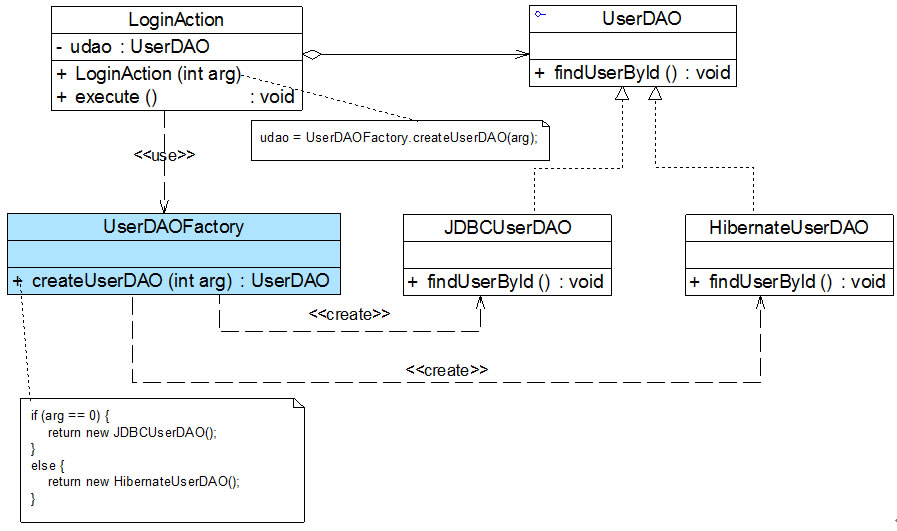 LoginAction
- udao : UserDAO
+ LoginAction (int arg)
+ execute () : void
UserDAO
+ findUserById () : void
udao = UserDAOFactory.createUserDAO(arg);
<<use>>
UserDAOFactory
+ createUserDAO (int arg) : UserDAO
JDBCUserDAO
+ findUserById () : void
HibernateUserDAO
+ findUserById () : void
<<create>>
<<create>>
if (arg == 0) {
return new JDBCUserDAO();
}
else {
return new HibernateUserDAO();
}